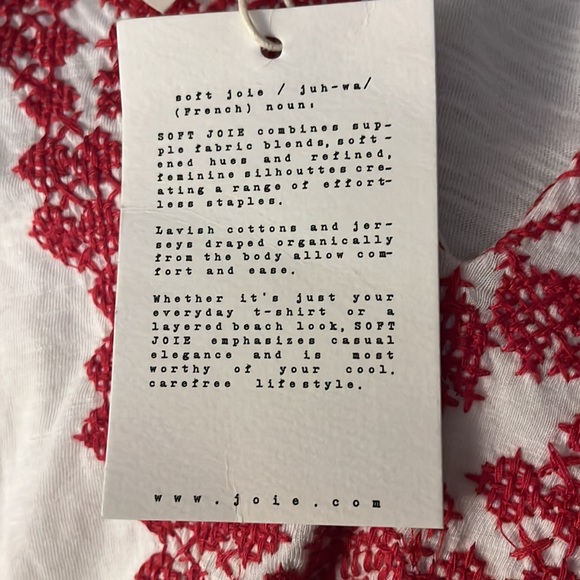 soft joie / juh-wa/
(French) noun:
SOFT JOIE combines sup-
ple fabric blends, soft-
ened hues and refined,
feminine silhouttes cre-
ating a range of effort-
less staples.
Lavish cottons and jer-
seys draped organically
from the body allow com-
fort and ease.
Whether it's just your
everyday t-shirt or a
layered beach look, SOFT
JOIE emphasizes casual
elegance and is most
worthy of your cool.
carefree lifestyle.
www.joie.com